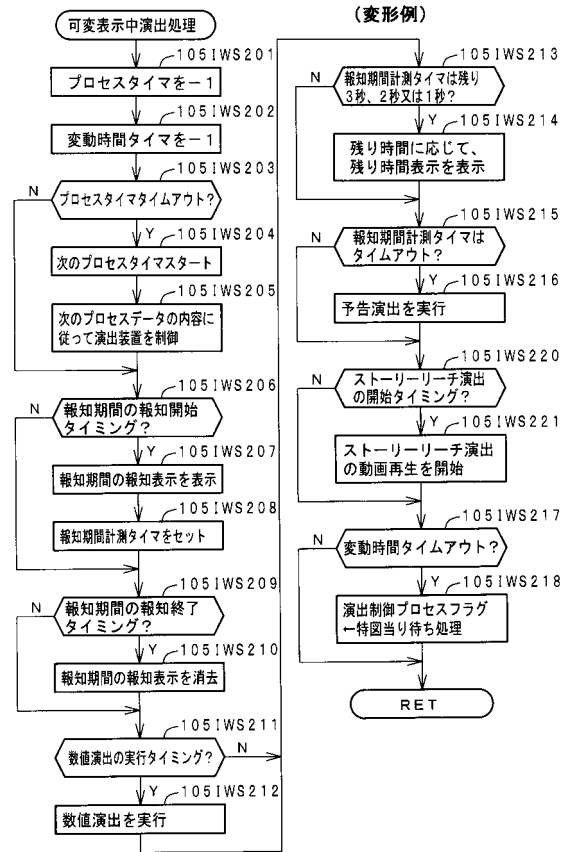 (変形例)
可変表示中演出処理
105IWS201
プロセスタイマを-1
105IWS202
変動時間タイマを-1
105IWS203
プロセスタイマタイムアウト?
N
Y
105IWS204
次のプロセスタイマスタート
105IWS205
次のプロセスデータの内容に
従って演出装置を制御
105IWS206
報知期間の報知開始
タイミング?
N
Y
105IWS207
報知期間の報知表示を表示
105IWS208
報知期間計測タイマをセット
105IWS209
報知期間の報知終了
タイミング?
N
Y
105IWS210
報知期間の報知表示を消去
105IWS211
数値演出の実行タイミング?
N
Y
105IWS212
数値演出を実行
105IWS213
報知期間計測タイマは残り
3秒、2秒又は1秒?
N
Y
105IWS214
残り時間に応じて、
残り時間表示を表示
105IWS215
報知期間計測タイマは
タイムアウト?
N
Y
105IWS216
予告演出を実行
105IWS220
ストーリーリーチ演出
の開始タイミング?
N
Y
105IWS221
ストーリーリーチ演出
の動画再生を開始
105IWS217
変動時間タイムアウト?
N
Y
105IWS218
演出制御プロセスフラグ
←特図当り待ち処理
RET